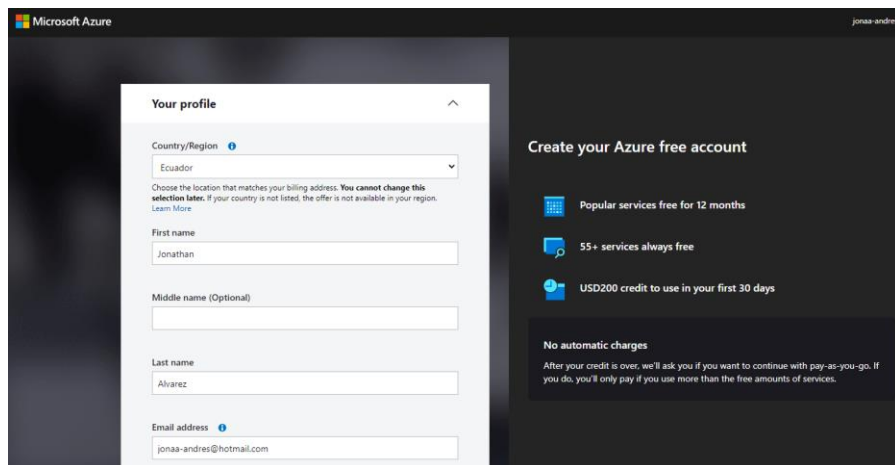 Microsoft Azure
jonaa-andre
Your profile
Country/Region
Ecuador
Choose the location that matches your billing address. You cannot change this
selection later. If your country is not listed, the offer is not available in your region.
Learn More
First name
Jonathan
Middle name (Optional)
Last name
Alvarez
Email address
jonaa-andres@hotmail.com
Create your Azure free account
Popular services free for 12 months
55+ services always free
USD200 credit to use in your first 30 days
No automatic charges
After your credit is over, we'll ask you if you want to continue with pay-as-you-go. If
you do, you'll only pay if you use more than the free amounts of services.